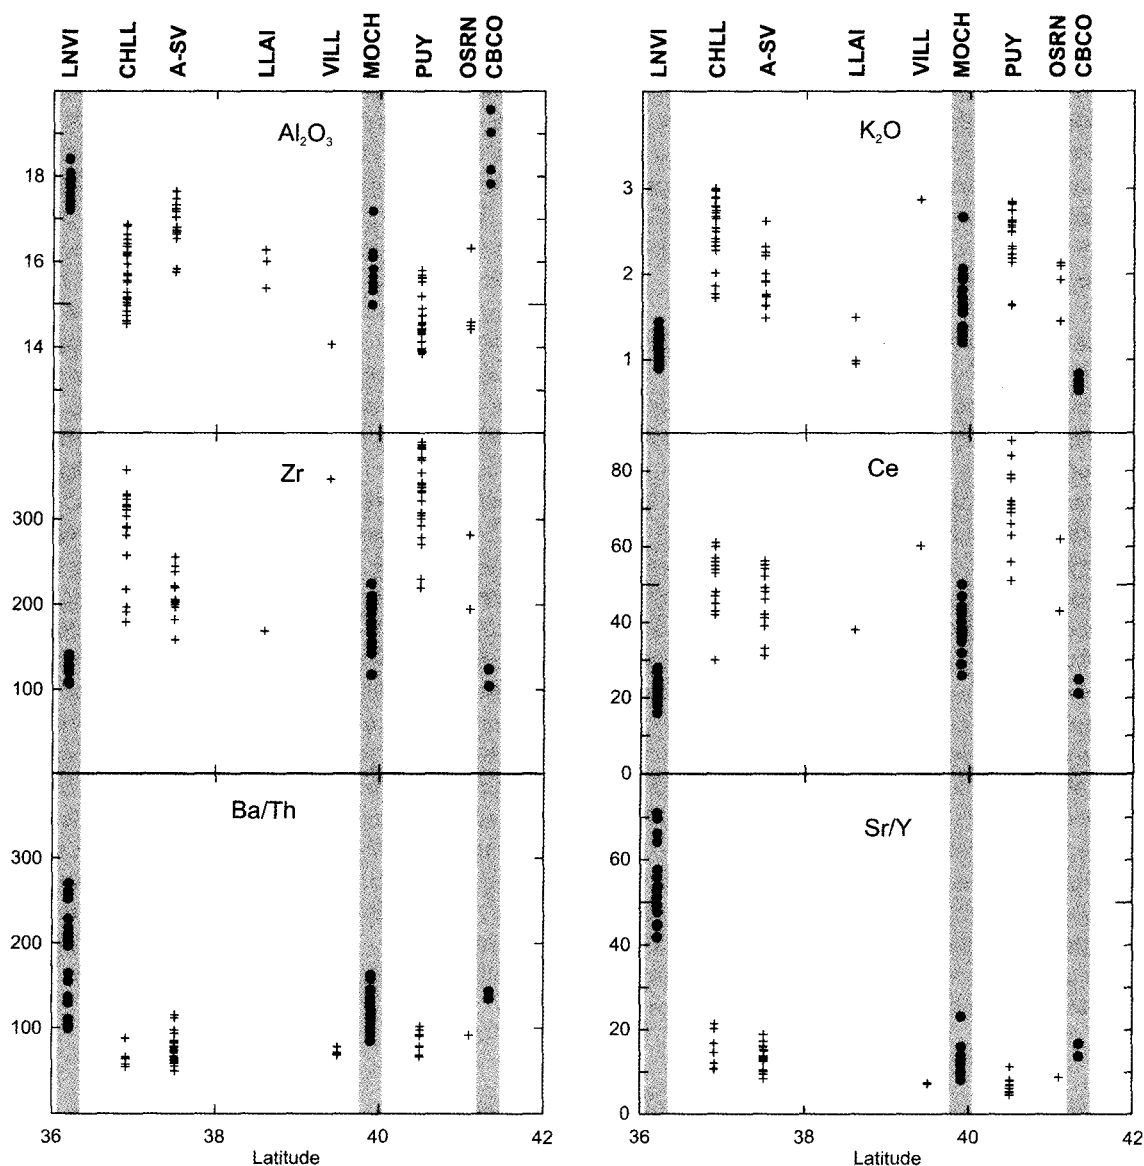 LNVI CHLL A-SV LLAI VILL MOCH PUY OSRN CBCO
LNVI CHLL A-SV LLAI VILL MOCH PUY OSRN CBCO
Al₂O₃
18
16
14
K₂O
3
2
1
Zr
300
200
100
Ce
80
60
40
20
0
Ba/Th
300
200
100
Sr/Y
60
40
20
0
36 38 40 42
Latitude
36 38 40 42
Latitude